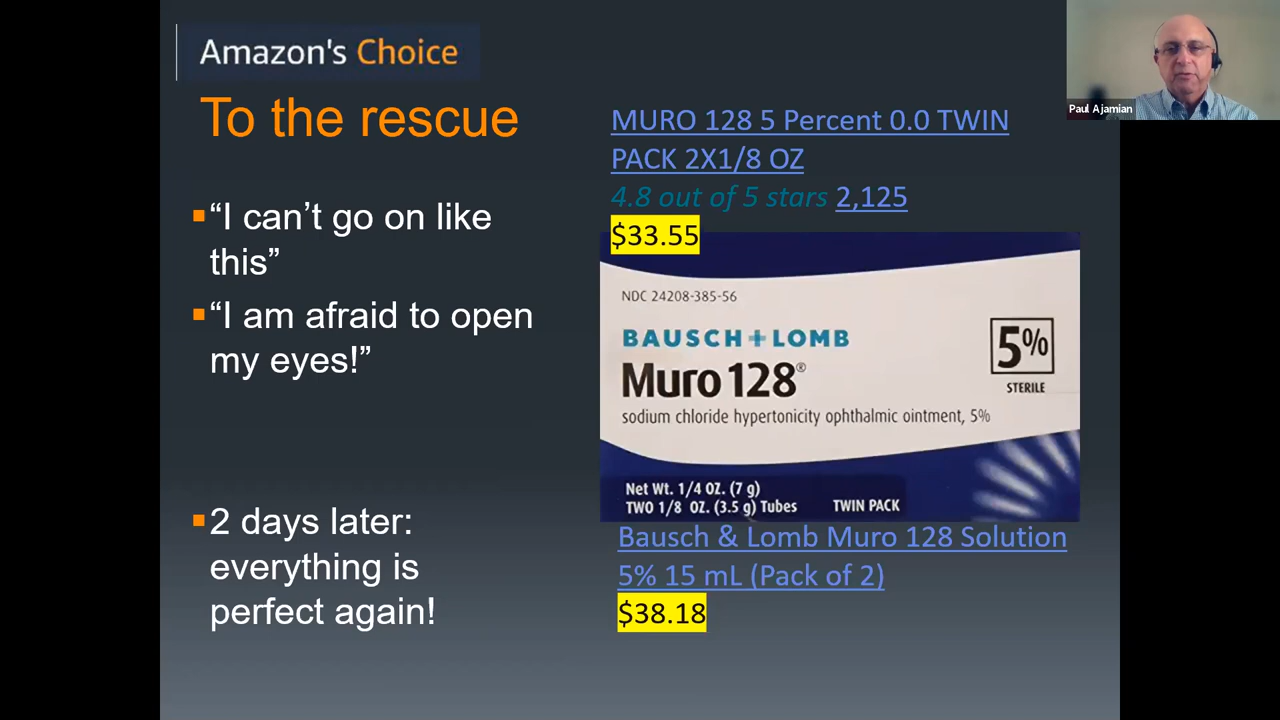 Amazon's Choice
To the rescue
“I can’t go on like
this”
“I am afraid to open
my eyes!”
2 days later:
everything is
perfect again!
MURO 128 5 Percent 0.0 TWIN
PACK 2X1/8 OZ
4.8 out of 5 stars 2,125
$33.55
NDC 24208-385-56
BAUSCH+LOMB
Muro 128®
5%
STERILE
sodium chloride hypertonicity ophthalmic ointment, 5%
Net Wt. 1/4 OZ. (7 g)
TWO 1/8 OZ. (3.5 g) Tubes TWIN PACK
Bausch & Lomb Muro 128 Solution
5% 15 mL (Pack of 2)
$38.18
Paul Ajamian